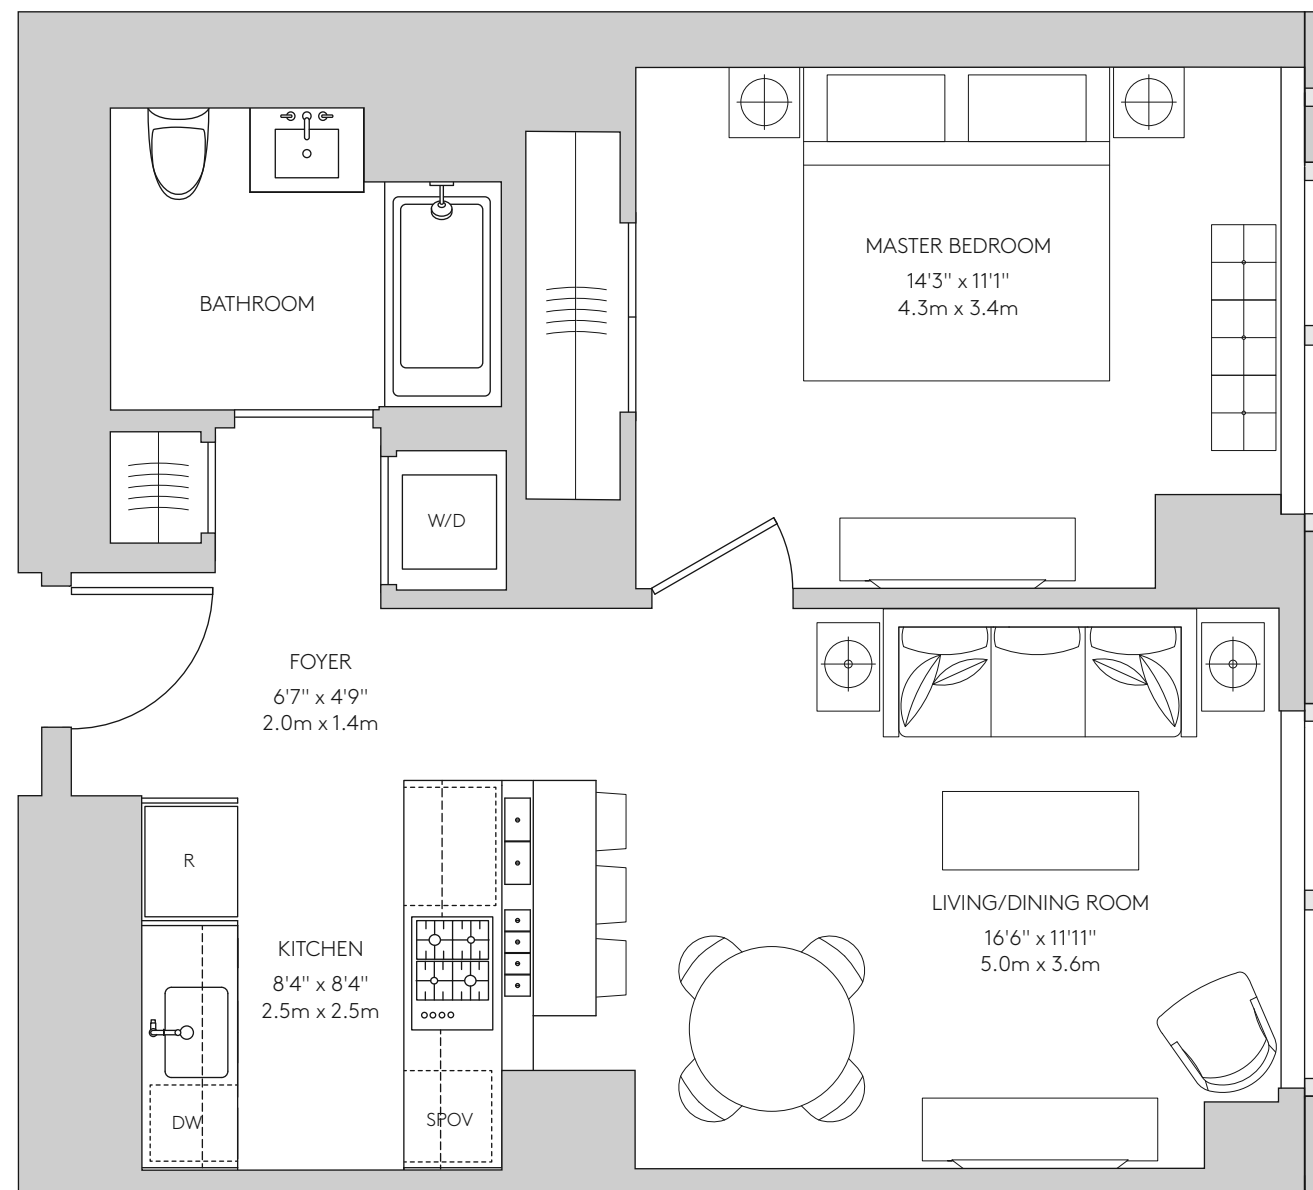 MASTER BEDROOM
14'3" x 11'1"
4.3m x 3.4m
BATHROOM
W/D
FOYER
6'7" x 4'9"
2.0m x 1.4m
R
KITCHEN
8'4" x 8'4"
2.5m x 2.5m
LIVING/DINING ROOM
16'6" x 11'11"
5.0m x 3.6m
DW
SPOV